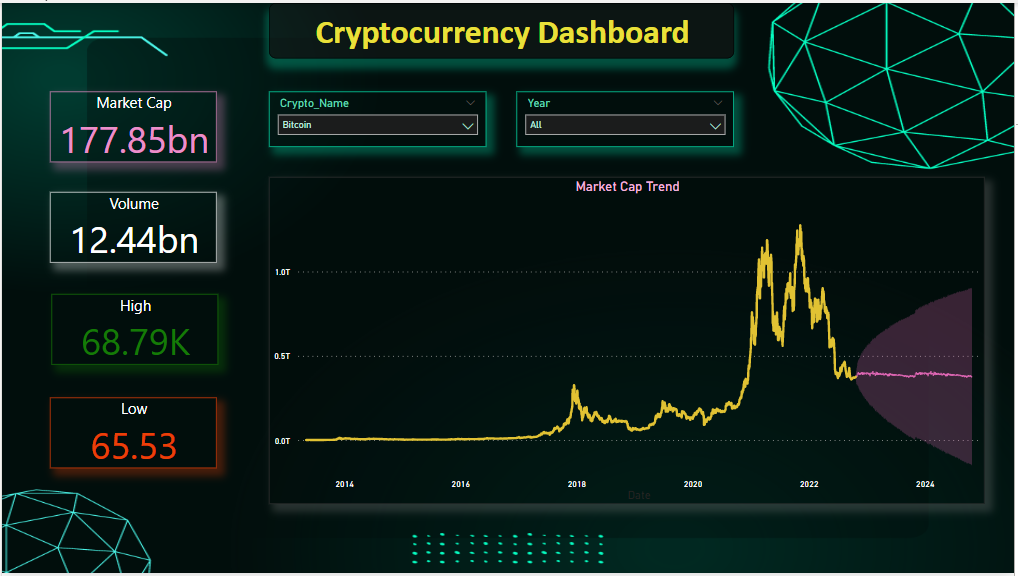 Cryptocurrency Dashboard
Market Cap
177.85bn
Volume
12.44bn
High
68.79K
Low
65.53
Crypto_Name
Bitcoin
Year
All
Market Cap Trend
1.0T
0.5T
0.0T
2014 2016 2018 2020 2022 2024
Date